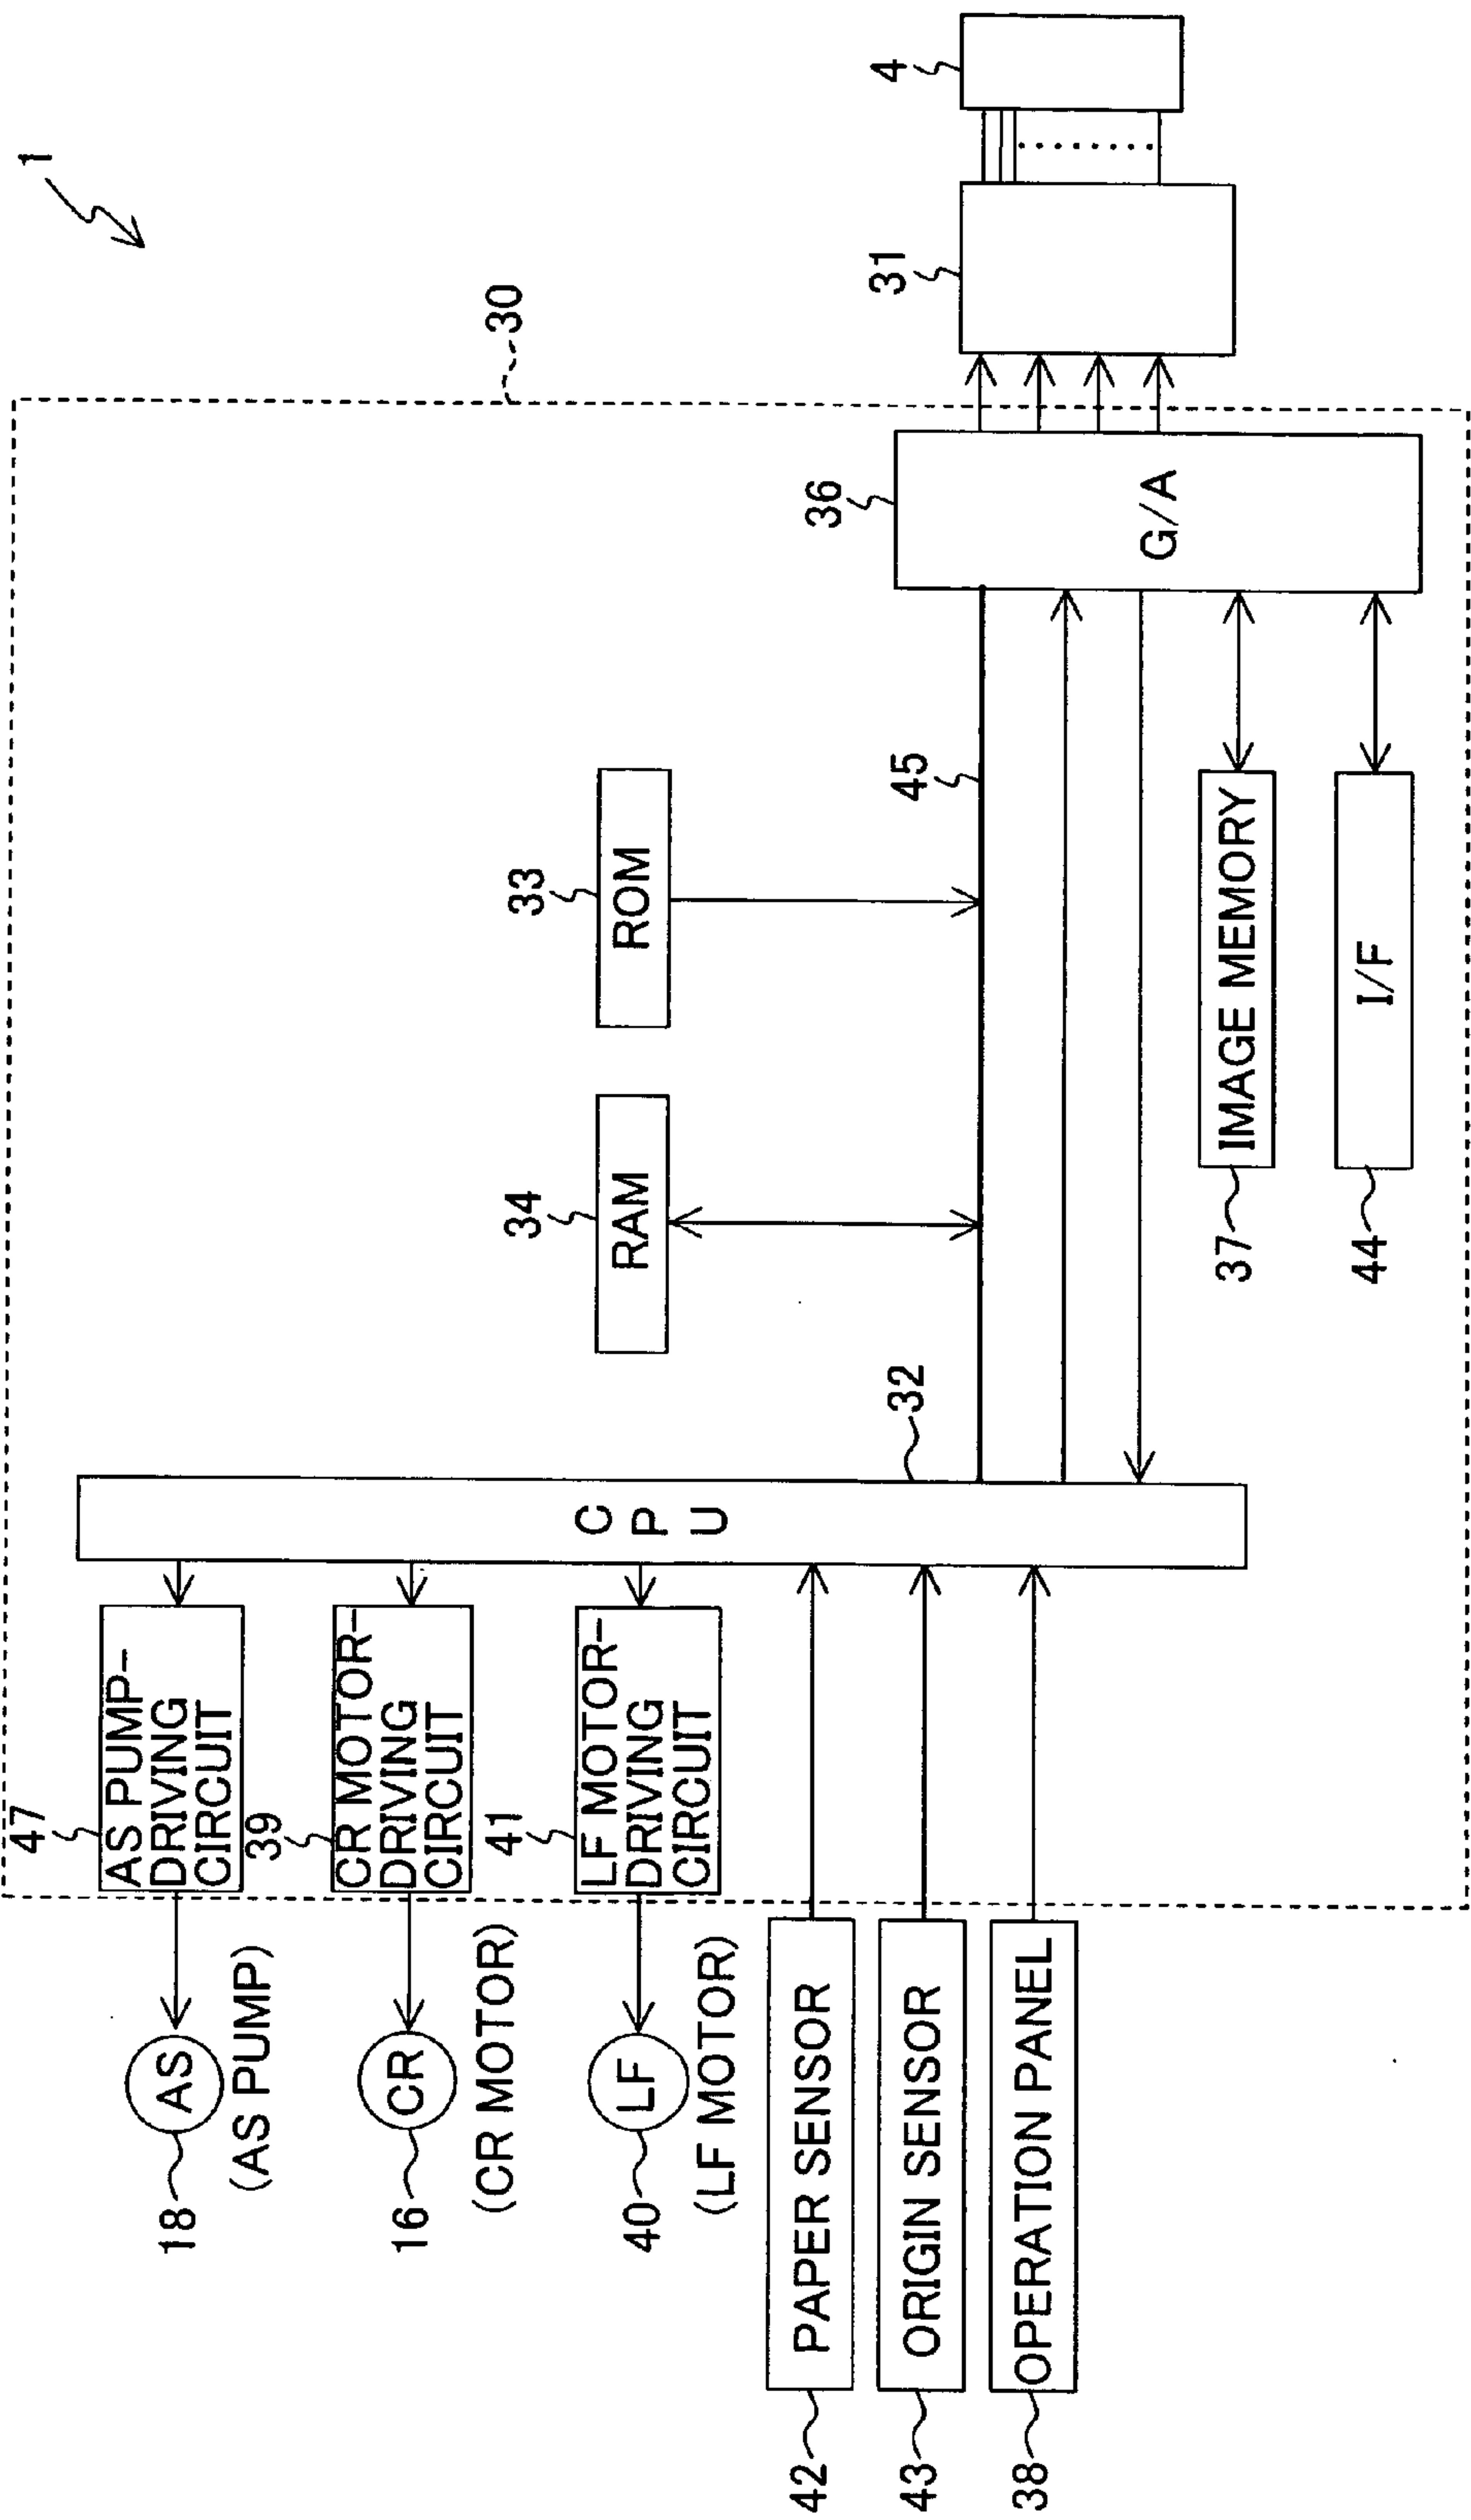 1
30
47
AS PUMP-
DRIVING
CIRCUIT
18
AS
(AS PUMP)
39
CR MOTOR-
DRIVING
CIRCUIT
16
CR
(CR MOTOR)
41
LF MOTOR-
DRIVING
CIRCUIT
40
LF
(LF MOTOR)
42
PAPER SENSOR
43
ORIGIN SENSOR
38
OPERATION PANEL
C
P
U
32
34
RAM
33
ROM
45
36
G/A
31
4
37
IMAGE MEMORY
44
I/F